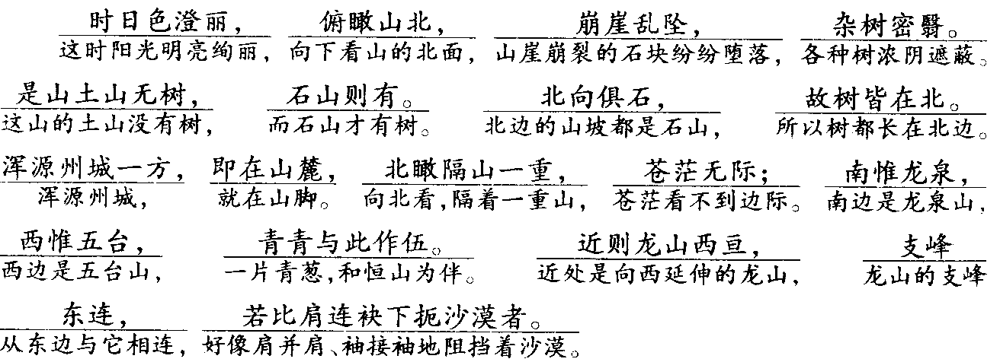 时日色澄丽， 俯瞰山北， 崩崖乱坠， 杂树密翳。
这时阳光明亮绚丽，向下看山的北面，山崖崩裂的石块纷纷堕落，各种树浓阴遮蔽。
是山土山无树， 石山则有。 北向俱石， 故树皆在北。
这山的土山没有树， 而石山才有树。 北边的山坡都是石山， 所以树都长在北边。
浑源州城一方， 即在山麓， 北瞰隔山一重， 苍茫无际； 南惟龙泉，
浑源州城， 就在山脚。 向北看，隔着一重山， 苍茫看不到边际。 南边是龙泉山，
西惟五台， 青青与此作伍。 近则龙山西亘， 支峰
西边是五台山， 一片青葱，和恒山为伴。 近处是向西延伸的龙山， 龙山的支峰
东连， 若比肩连袂下扼沙漠者。
从东边与它相连，好像肩并肩、袖接袖地阻挡着沙漠。